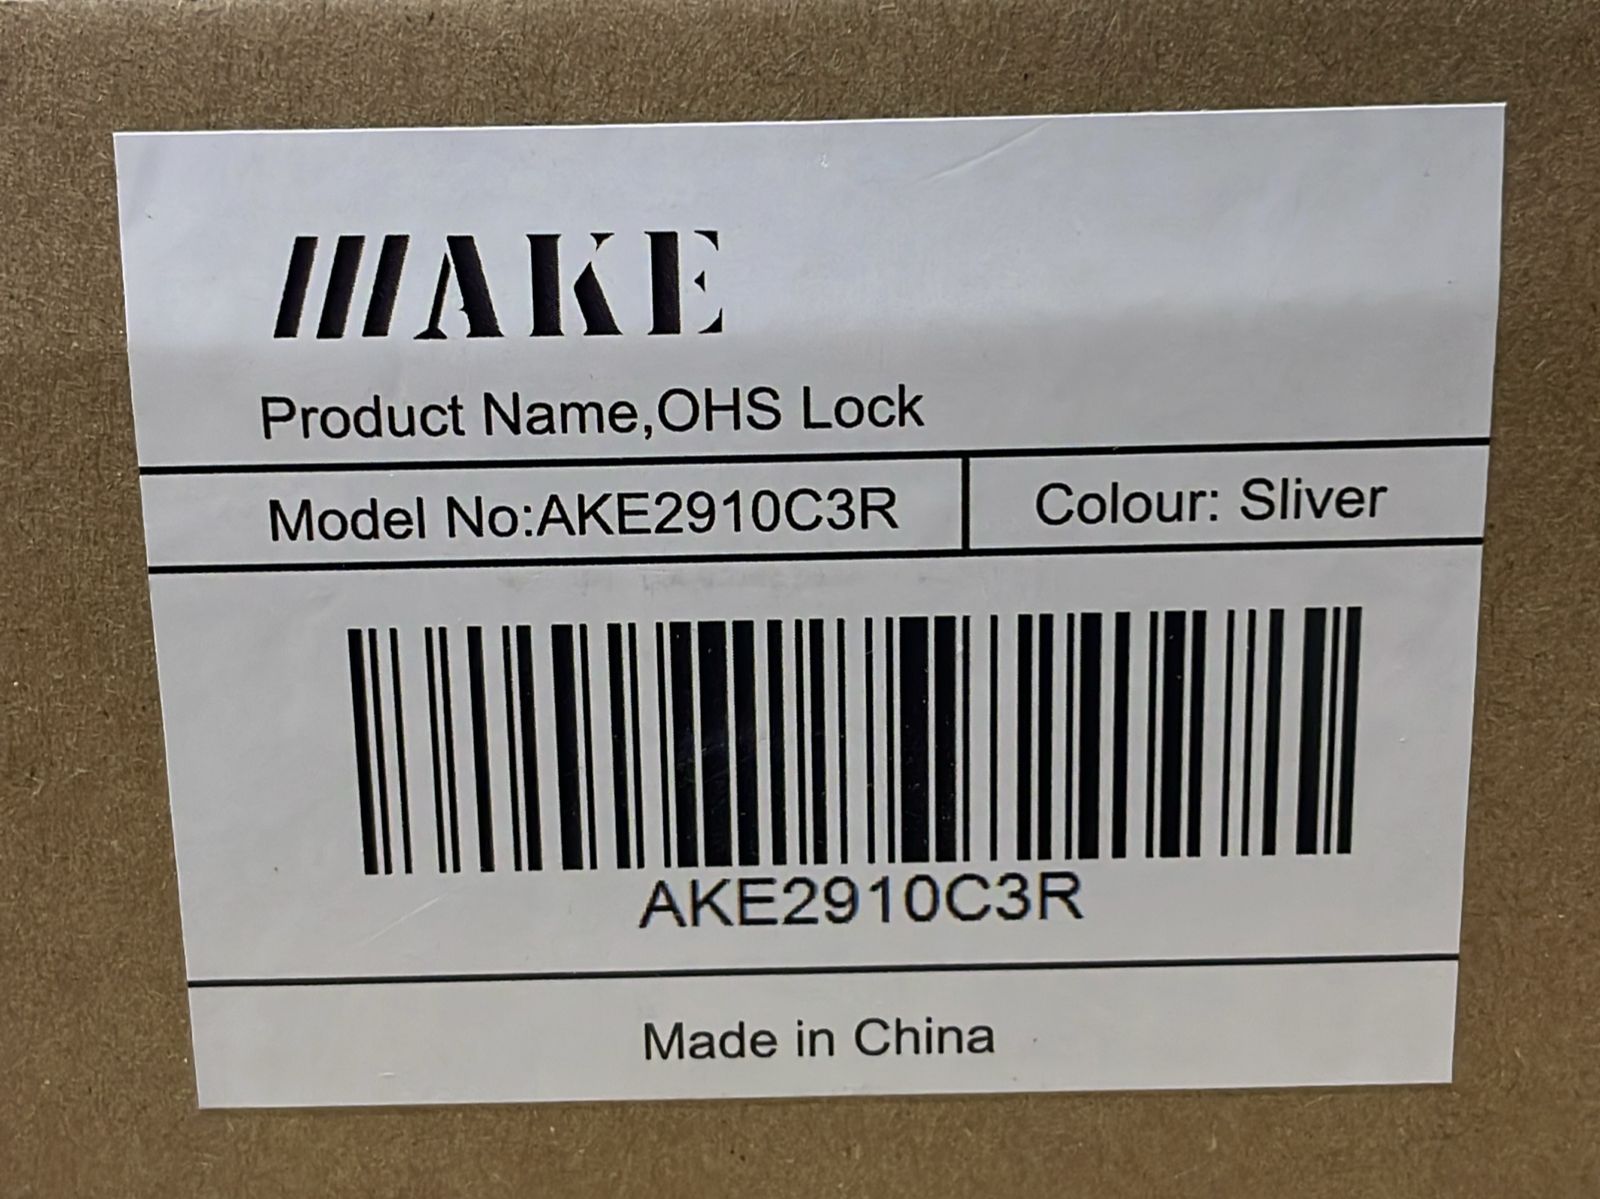 AKE
Product Name,OHS Lock
Model No:AKE2910C3R
Colour: Sliver
AKE2910C3R
Made in China